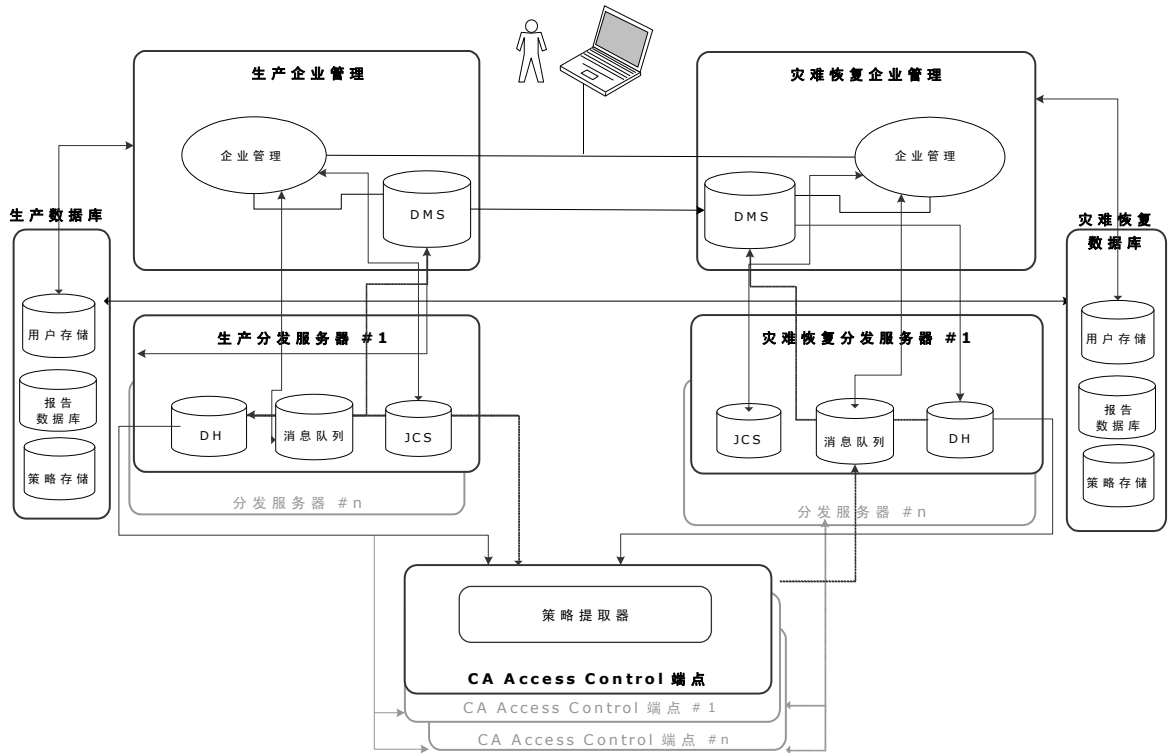 生产企业管理
灾难恢复企业管理
企业管理
企业管理
DMS
DMS
生产数据库
灾难恢复
数据库
用户存储
报告
数据库
策略存储
生产分发服务器 #1
DH
消息队列
JCS
分发服务器 #n
灾难恢复分发服务器 #1
JCS
消息队列
DH
分发服务器 #n
用户存储
报告
数据库
策略存储
策略提取器
CA Access Control 端点
CA Access Control 端点 #1
CA Access Control 端点 #n